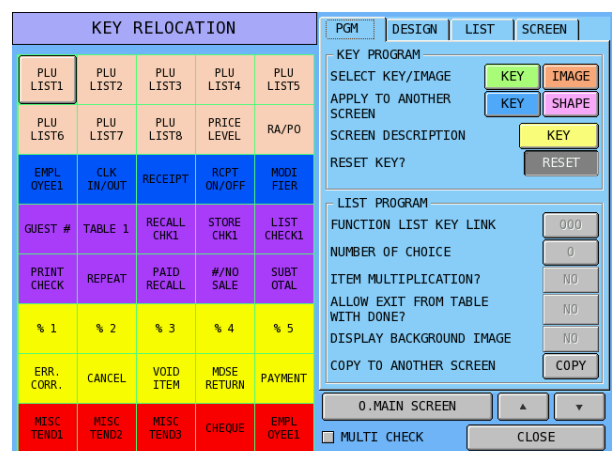 KEY RELOCATION
PLU LIST1
PLU LIST2
PLU LIST3
PLU LIST4
PLU LIST5
PLU LIST6
PLU LIST7
PLU LIST8
PRICE LEVEL
RA/PO
EMPL OYEE1
CLK IN/OUT
RECEIPT
RCPT ON/OFF
MODI FIER
GUEST #
TABLE 1
RECALL CHK1
STORE CHK1
LIST CHECK1
PRINT CHECK
REPEAT
PAID RECALL
#/NO SALE
SUBT OTAL
% 1
% 2
% 3
% 4
% 5
ERR. CORR.
CANCEL
VOID ITEM
MDSE RETURN
PAYMENT
MISC TEND1
MISC TEND2
MISC TEND3
CHEQUE
EMPL OYEE1
PGM DESIGN LIST SCREEN
KEY PROGRAM
SELECT KEY/IMAGE KEY IMAGE
APPLY TO ANOTHER
SCREEN KEY SHAPE
SCREEN DESCRIPTION KEY
RESET KEY? RESET
LIST PROGRAM
FUNCTION LIST KEY LINK 000
NUMBER OF CHOICE 0
ITEM MULTIPLICATION? NO
ALLOW EXIT FROM TABLE
WITH DONE? NO
DISPLAY BACKGROUND IMAGE NO
COPY TO ANOTHER SCREEN COPY
0.MAIN SCREEN ▲ ▼
MULTI CHECK CLOSE